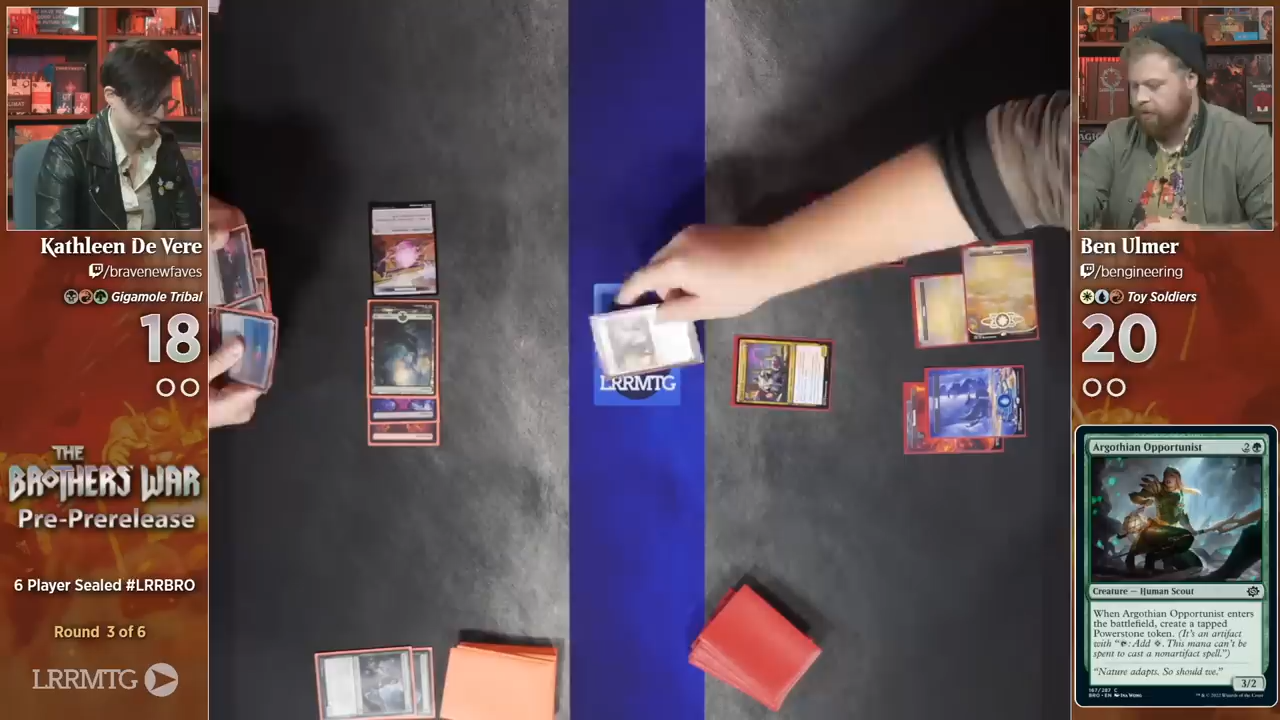 Kathleen De Vere
/bravenewfaves
Gigamole Tribal
18
THE
BROTHERS' WAR
Pre-Prerelease
6 Player Sealed #LRRBRO
Round 3 of 6
LRRMTG
LRRMTG
Ben Ulmer
/bengineering
Toy Soldiers
20
Argothian Opportunist 2
Creature — Human Scout
When Argothian Opportunist enters
the battlefield, create a tapped
Powerstone token. (It's an artifact
with “: Add . This mana can't be
spent to cast a nonartifact spell.”)
“Nature adapts. So should we.”
3/2